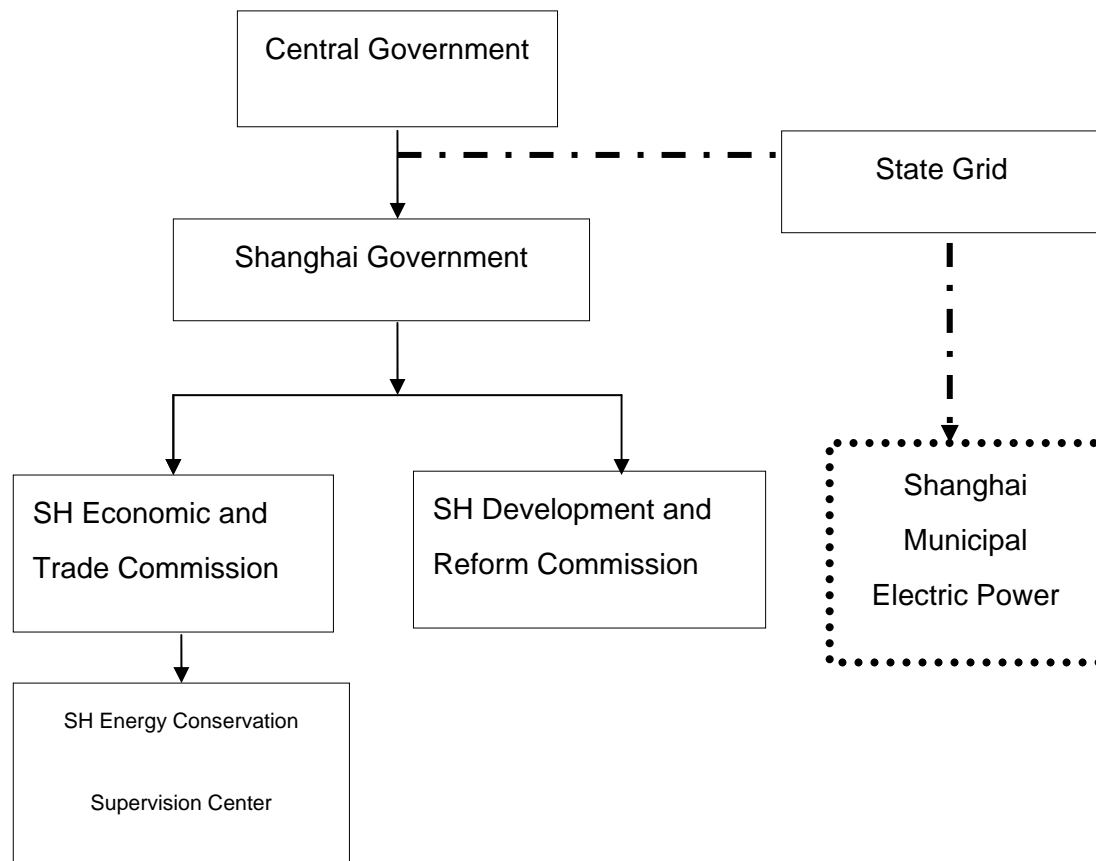 Central Government
State Grid
Shanghai Government
SH Economic and
Trade Commission
SH Development and
Reform Commission
Shanghai
Municipal
Electric Power
SH Energy Conservation
Supervision Center